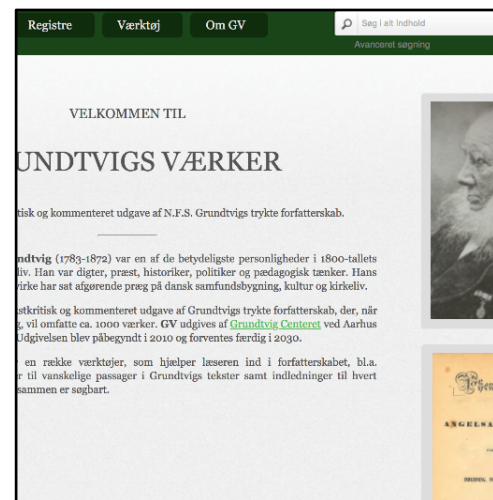 Registre Værktøj Om GV Søg i alt indhold
Avanceret søgning
VELKOMMEN TIL
UNDTVIGS VÆRKER
tisk og kommenteret udgave af N.F.S. Grundtvigs trykte forfatterskab.
ndtvig (1783-1872) var en af de betydeligste personligheder i 1800-tallets
liv. Han var digter, præst, historiker, politiker og pædagogisk tænker. Hans
virke har sat afgørende præg på dansk samfundsbygning, kultur og kirkeliv.
stkritisk og kommenteret udgave af Grundtvigs trykte forfatterskab, der, når
g, vil omfatte ca. 1000 værker. GV udgives af Grundtvig Centeret ved Aarhus
Udgivelsen blev påbegyndt i 2010 og forventes færdig i 2030.
r en række værktøjer, som hjælper læseren ind i forfatterskabet, bl.a.
r til vanskelige passager i Grundtvigs tekster samt indledninger til hvert
sammen er søgbart.
ANGELSA